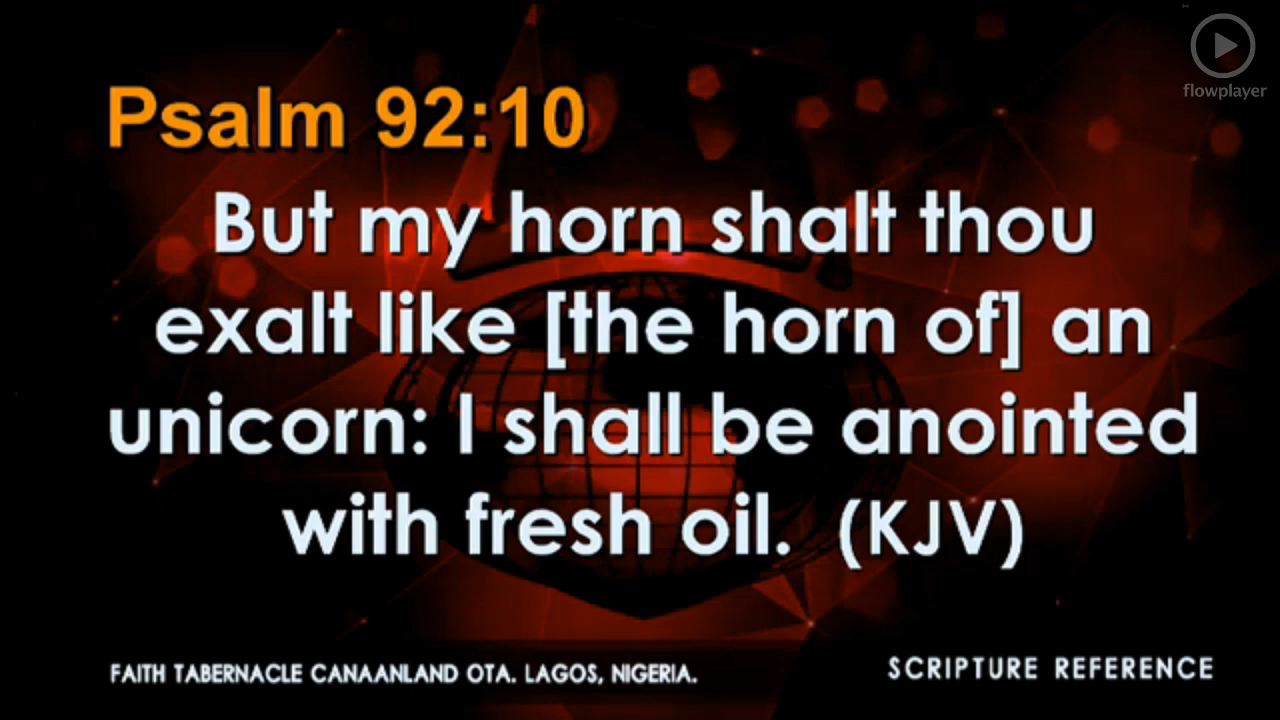 flowplayer
Psalm 92:10
But my horn shalt thou
exalt like [the horn of] an
unicorn: I shall be anointed
with fresh oil. (KJV)
FAITH TABERNACLE CANAANLAND OTA. LAGOS, NIGERIA.
SCRIPTURE REFERENCE